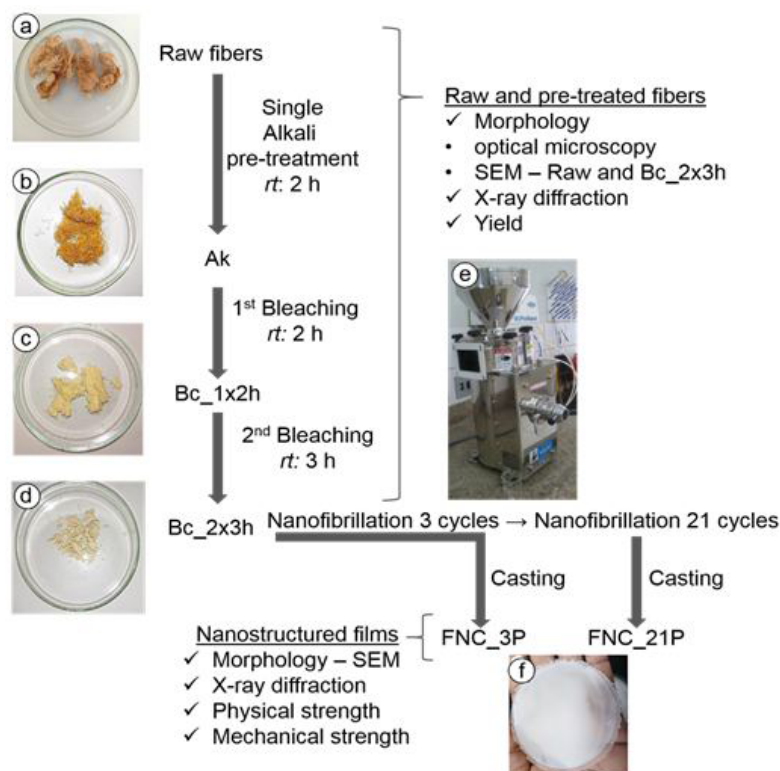 a
Raw fibers
Single
Alkali
pre-treatment
rt: 2 h
b
Ak
1st Bleaching
rt: 2 h
c
Bc_1x2h
2nd Bleaching
rt: 3 h
d
Bc_2x3h
Raw and pre-treated fibers
✓ Morphology
• optical microscopy
• SEM – Raw and Bc_2x3h
✓ X-ray diffraction
✓ Yield
e
Nanofibrillation 3 cycles → Nanofibrillation 21 cycles
Casting
Casting
FNC_3P
FNC_21P
Nanostructured films
✓ Morphology – SEM
✓ X-ray diffraction
✓ Physical strength
✓ Mechanical strength
f